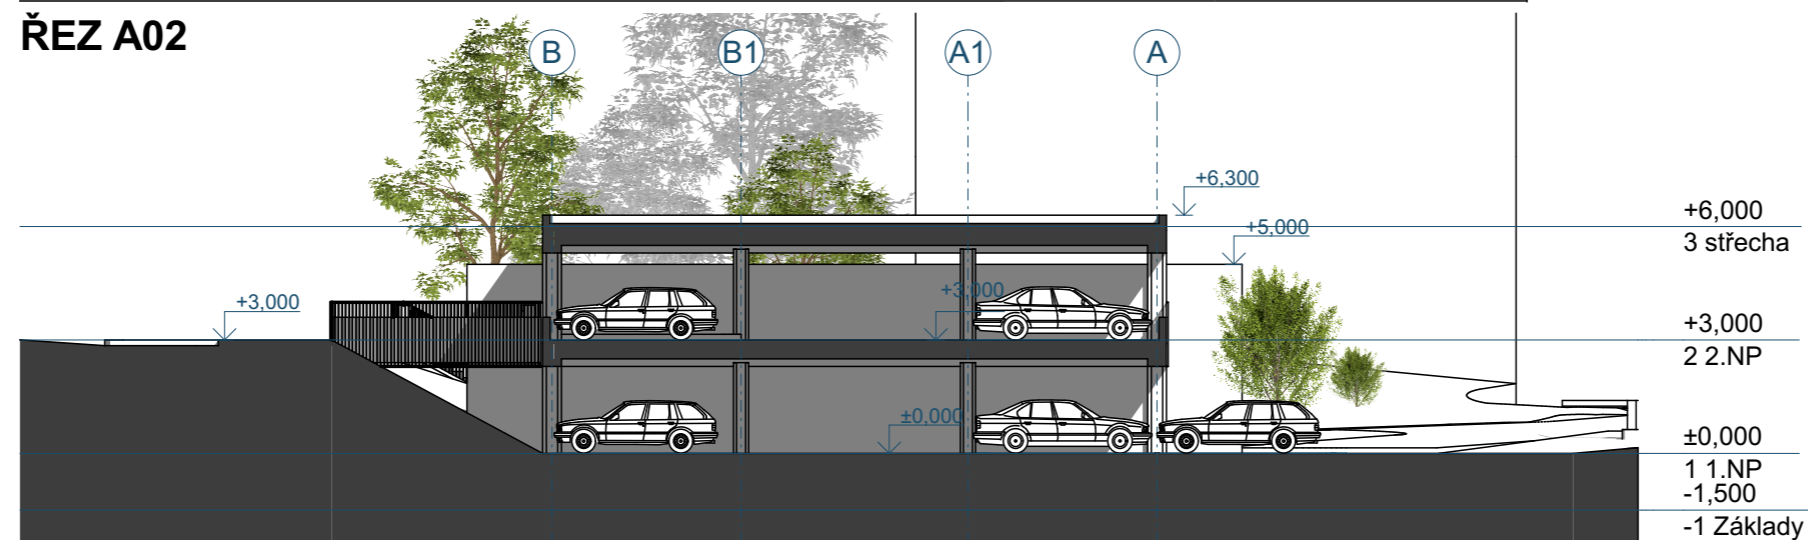 ŘEZ A02
B
B1
A1
A
+6,300
+5,000
+3,000
+3,000
±0,000
+6,000
3 střecha
+3,000
2 2.NP
±0,000
1 1.NP
-1,500
-1 Základy